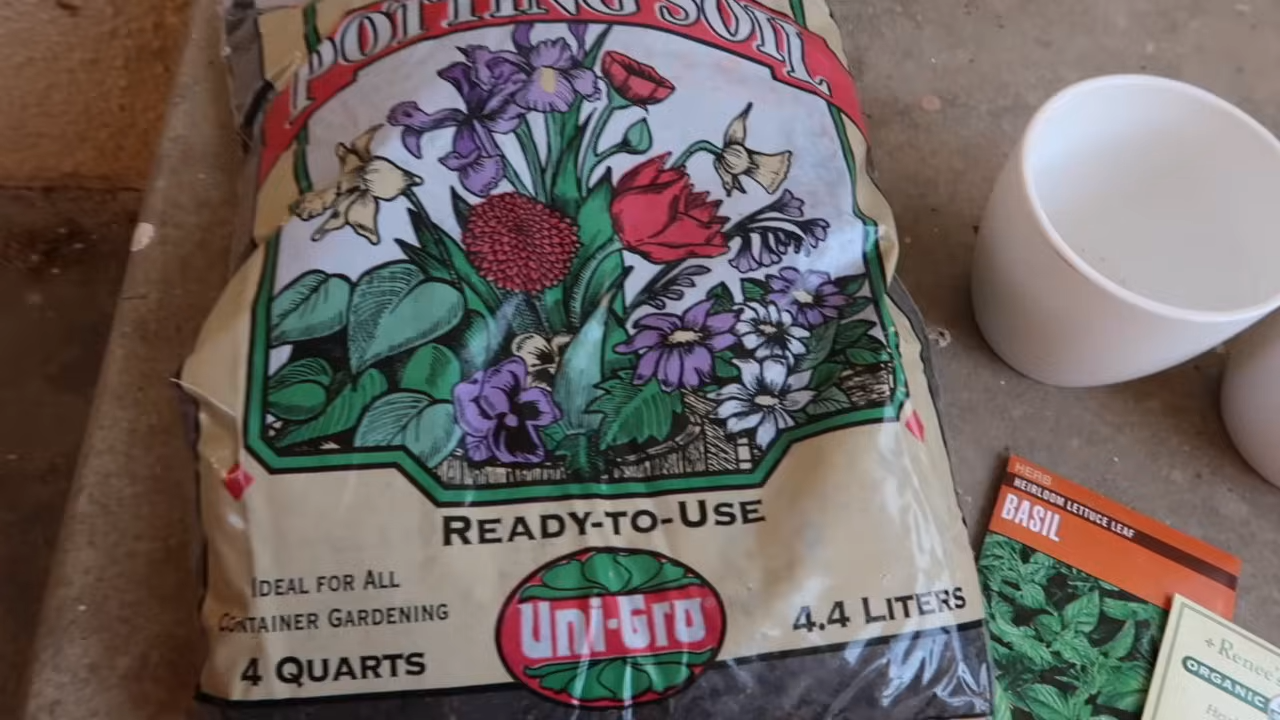 POTTING SOIL
READY-TO-USE
IDEAL FOR ALL
CONTAINER GARDENING
4 QUARTS
Uni-Gro
4.4 LITERS
HERB
HEIRLOOM LETTUCE LEAF
BASIL
Renee's
ORGANIC